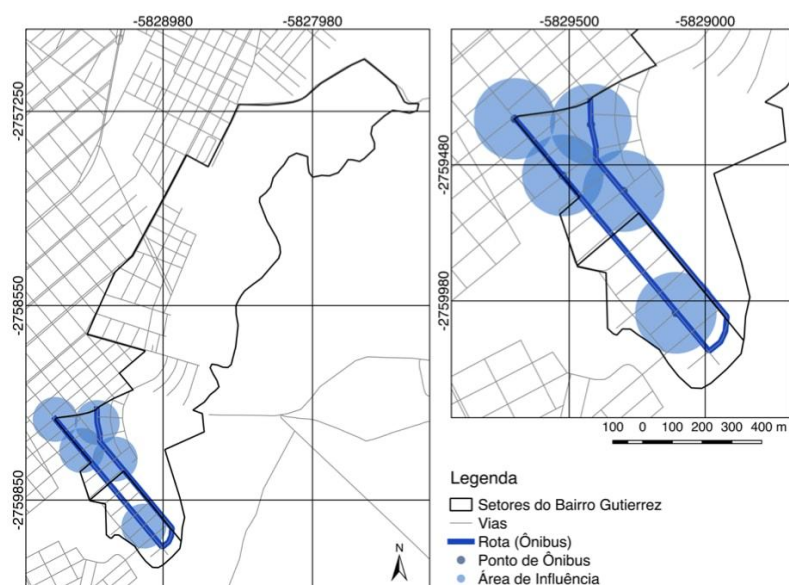 -5828980
-5827980
-2757250
-2758550
-2759850
N
-5829500
-5829000
-2759480
-2759980
100 0 100 200 300 400 m
Legenda
Setores do Bairro Gutierrez
Vias
Rota (Ônibus)
Ponto de Ônibus
Área de Influência